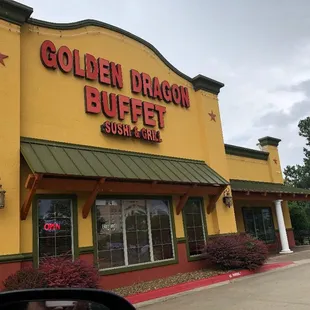 GOLDEN DRAGON
BUFFET
SUSHI & GRILL
OPEN